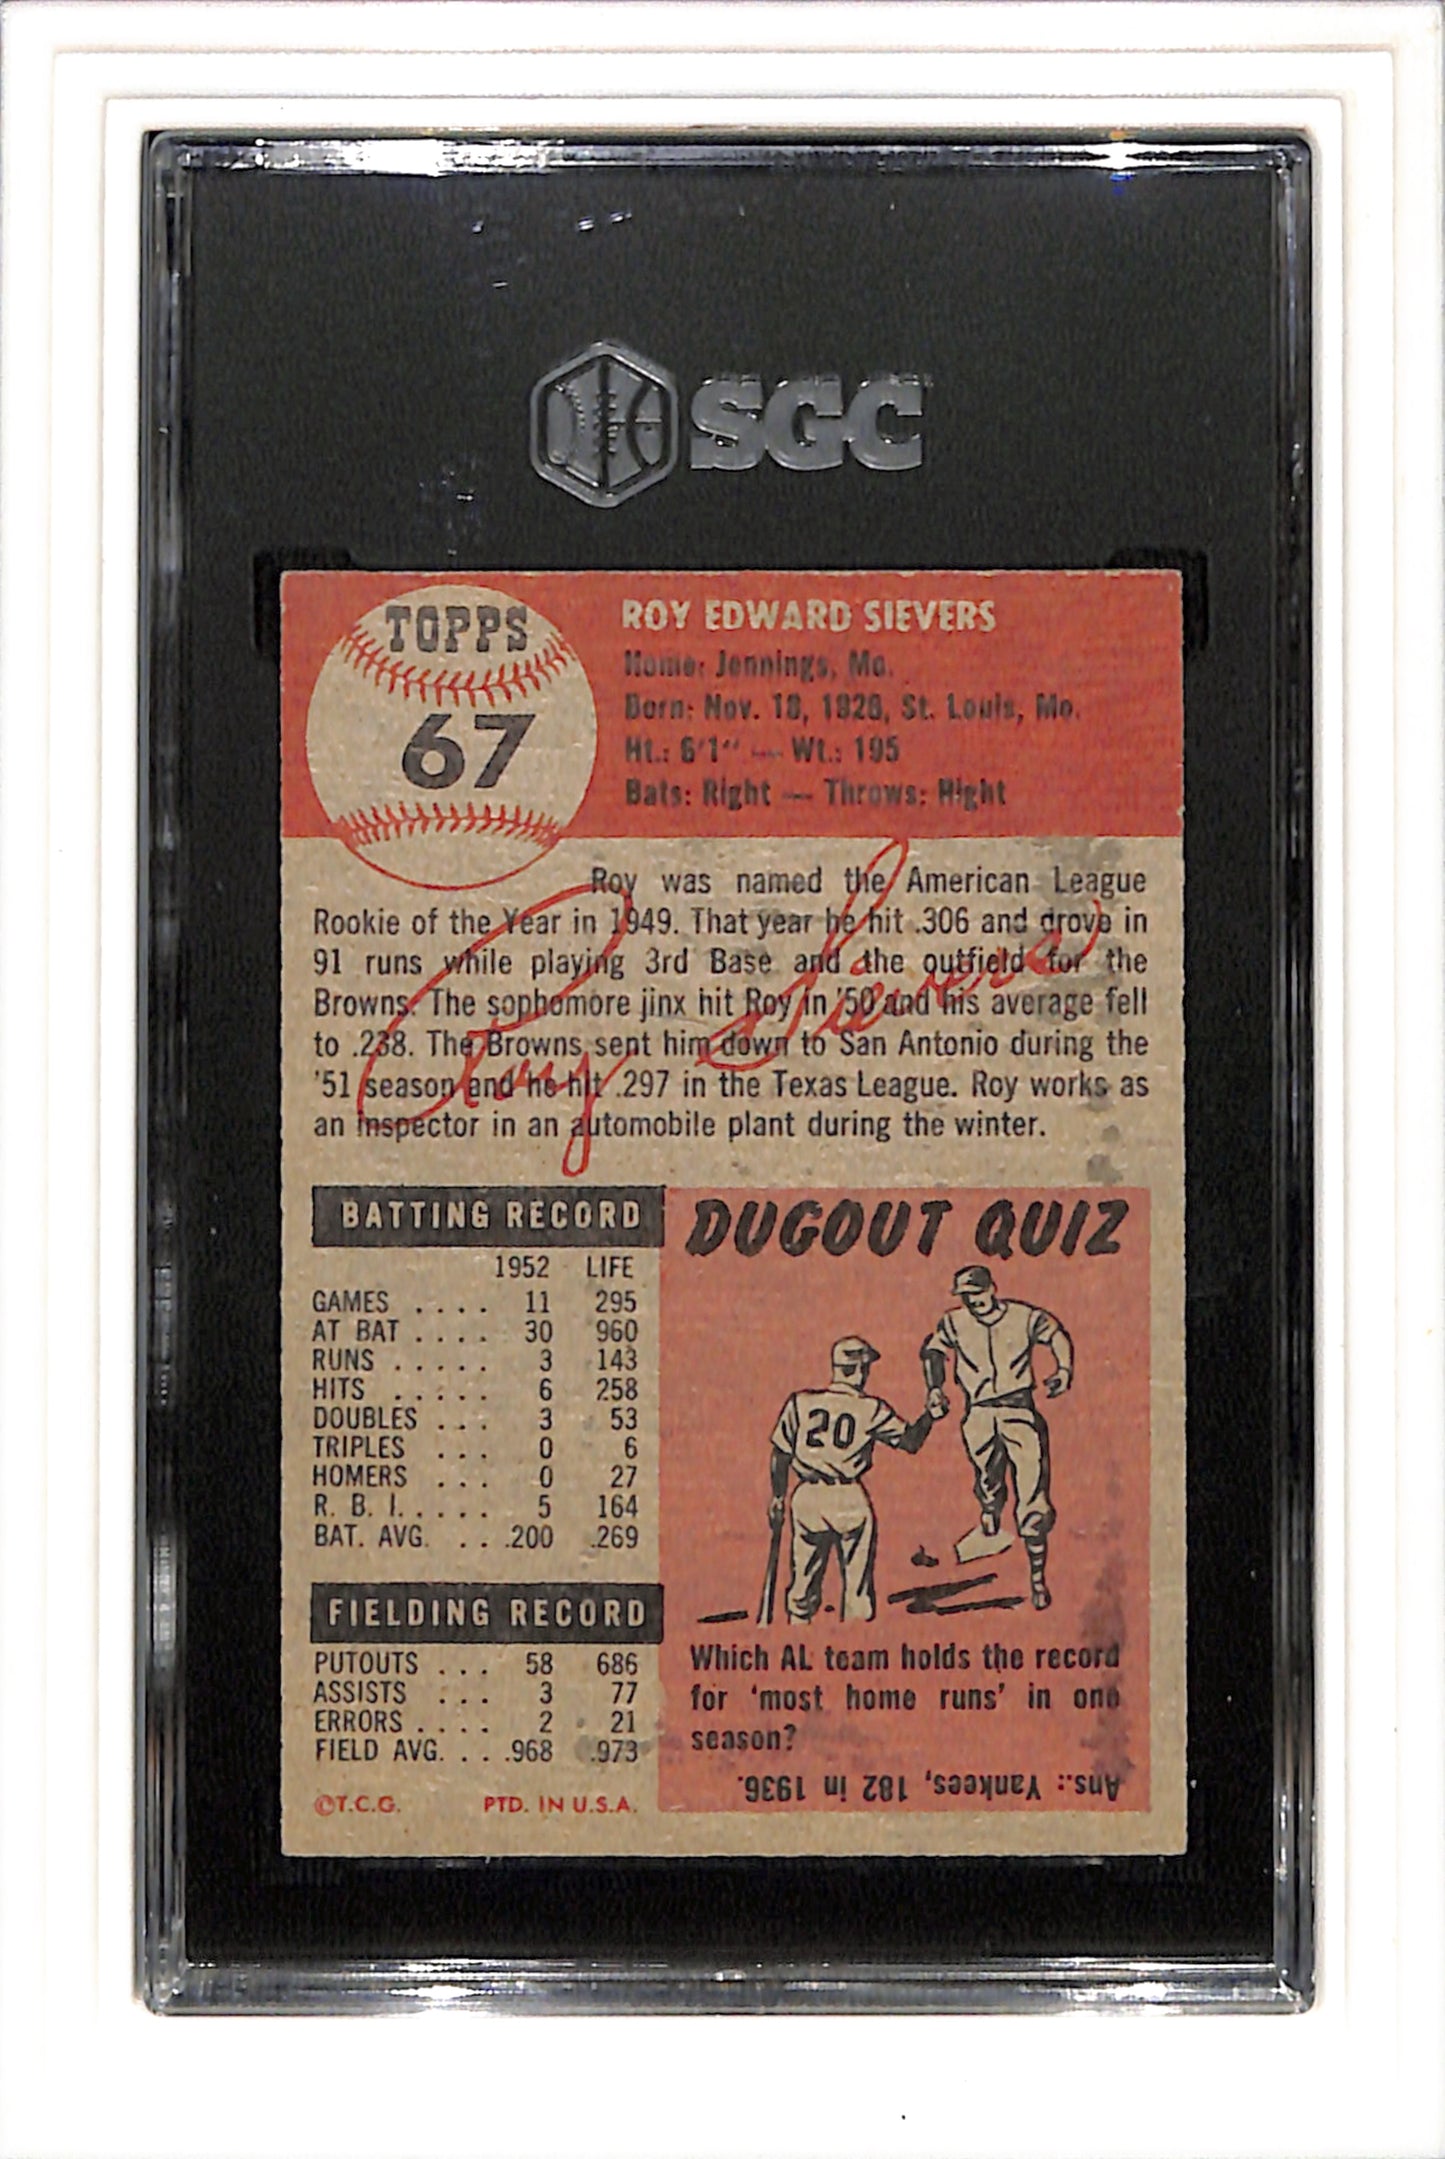 SGC
TOPPS
67
ROY EDWARD SIEVERS
Home: Jennings, Mo.
Born: Nov. 18, 1926, St. Louis, Mo.
Ht.: 6'1" — Wt.: 195
Bats: Right — Throws: Right
Roy was named the American League
Rookie of the Year in 1949. That year he hit .306 and drove in
91 runs while playing 3rd Base and the outfield for the
Browns. The sophomore jinx hit Roy in '50 and his average fell
to .238. The Browns sent him down to San Antonio during the
'51 season and he hit .297 in the Texas League. Roy works as
an inspector in an automobile plant during the winter.
Roy Sievers
BATTING RECORD
1952 LIFE
GAMES .... 11 295
AT BAT .... 30 960
RUNS ..... 3 143
HITS ..... 6 258
DOUBLES ... 3 53
TRIPLES ... 0 6
HOMERS ... 0 27
R. B. I. .... 5 164
BAT. AVG. ... .200 .269
FIELDING RECORD
PUTOUTS ... 58 686
ASSISTS ... 3 77
ERRORS .... 2 21
FIELD AVG. ... .968 .973
©T.C.G. PTD. IN U.S.A.
DUGOUT QUIZ
20
Which AL team holds the record
for 'most home runs' in one
season?
Ans.: Yankees, 182 in 1936.